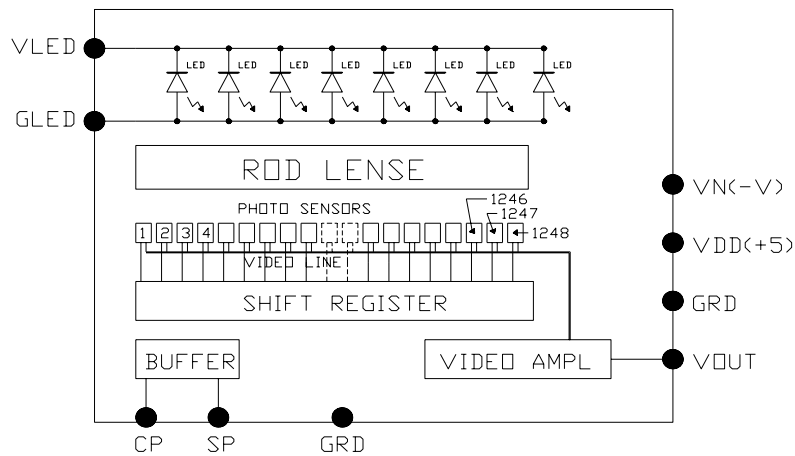 VLED
LED LED LED LED LED LED LED LED
GLED
ROD LENSE
VN(-V)
1246
PHOTO SENSORS
1247
1 2 3 4
1248
VDD(+5)
VIDEO LINE
SHIFT REGISTER
GRD
BUFFER
VIDEO AMPL
VOUT
CP SP GRD